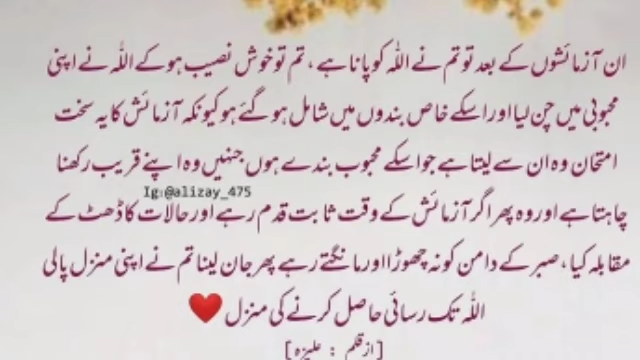 ان آزمائشوں کے بعد تو تم نے اللہ کو پانا ہے، تم تو خوش نصیب ہو کے اللہ نے اپنی
محبوبی میں چن لیا اور اسکے خاص بندوں میں شامل ہو گئے ہو کیونکہ آزمائش کا یہ سخت
امتحان وہ ان سے لیتا ہے جو اسکے محبوب بندے ہوں جنہیں وہ اپنے قریب رکھنا
Ig:@alizay_475
چاہتا ہے اور وہ پھر اگر آزمائش کے وقت ثابت قدم رہے اور حالات کا ڈھٹ کے
مقابلہ کیا، صبر کے دامن کو نہ چھوڑا اور مانگتے رہے پھر جان لینا تم نے اپنی منزل پالی
اللہ تک رسائی حاصل کرنے کی منزل ❤️
[ازقلم : علیزہ]